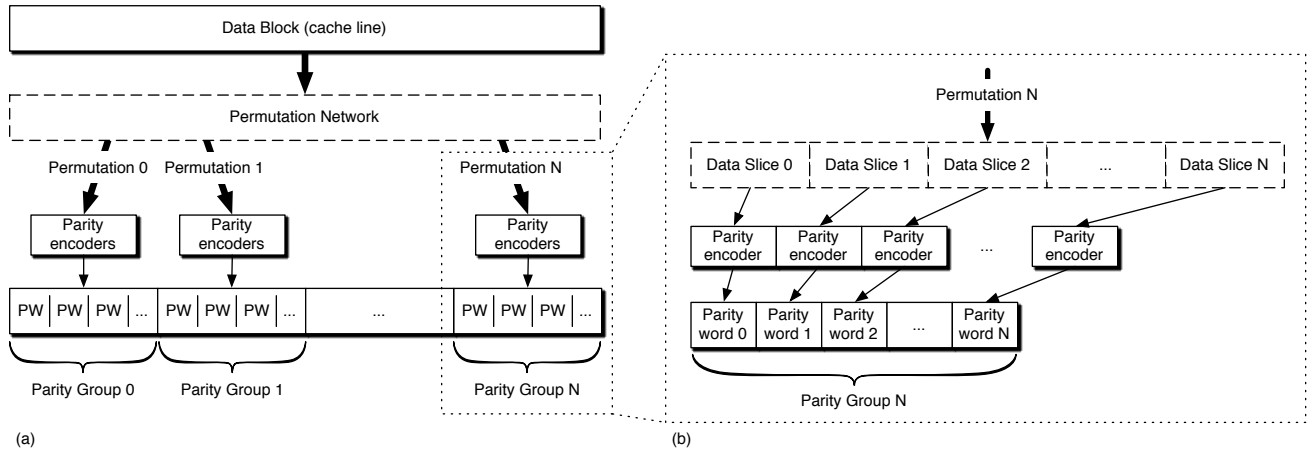 Data Block (cache line)
Permutation Network
Permutation 0
Permutation 1
Permutation N
Parity
encoders
Parity
encoders
Parity
encoders
PW PW PW ... PW PW PW ... ... PW PW PW ...
Parity Group 0
Parity Group 1
Parity Group N
(a)
Permutation N
Data Slice 0
Data Slice 1
Data Slice 2
...
Data Slice N
Parity
encoder
Parity
encoder
Parity
encoder
...
Parity
encoder
Parity
word 0
Parity
word 1
Parity
word 2
...
Parity
word N
Parity Group N
(b)